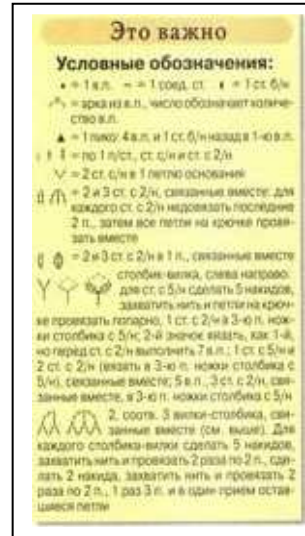 Это важно
Условные обозначения:
• = 1 в.п. – = 1 соед. ст. = 1 ст. б/н
= арка из в.п., число обозначает количе-
ство в.п.
▲ = 1 пико: 4 в.п. и 1 ст. б/н назад в 1-ю в.п.
= по 1 п/ст., ст. с/н и ст. с 2/н
= 2 ст. с/н в 1 петлю основания
= 2 и 3 ст. с 2/н, связанные вместе: для
каждого ст. с 2/н недовязать последние
2 п., затем все петли на крючке провя-
зать вместе
= 2 и 3 ст. с 2/н в 1 п., связанные вместе
столбик-вилка, слева направо:
для ст. с 5/н сделать 5 накидов,
захватить нить и петли на крюч-
ке провязать попарно, 1 ст. с 2/н в 3-ю п. нож-
ки столбика с 5/н; 2-й значок вязать, как 1-й,
но перед ст. с 2/н выполнить 7 в.п.; 1 ст. с 5/н и
2 ст. с 2/н (вязать в 3-ю п. ножки столбика с
5/н), связанные вместе; 5 в.п., 3 ст. с 2/н, свя-
занные вместе, в 3-ю п. ножки столбика с 5/н
2, соотв. 3 вилки-столбика, свя-
занные вместе (см. выше). Для
каждого столбика-вилки сделать 5 накидов,
захватить нить и провязать 2 раза по 2 п., сде-
лать 2 накида, захватить нить и провязать 2
раза по 2 п., 1 раз 3 п. и в один прием остав-
шиеся петли